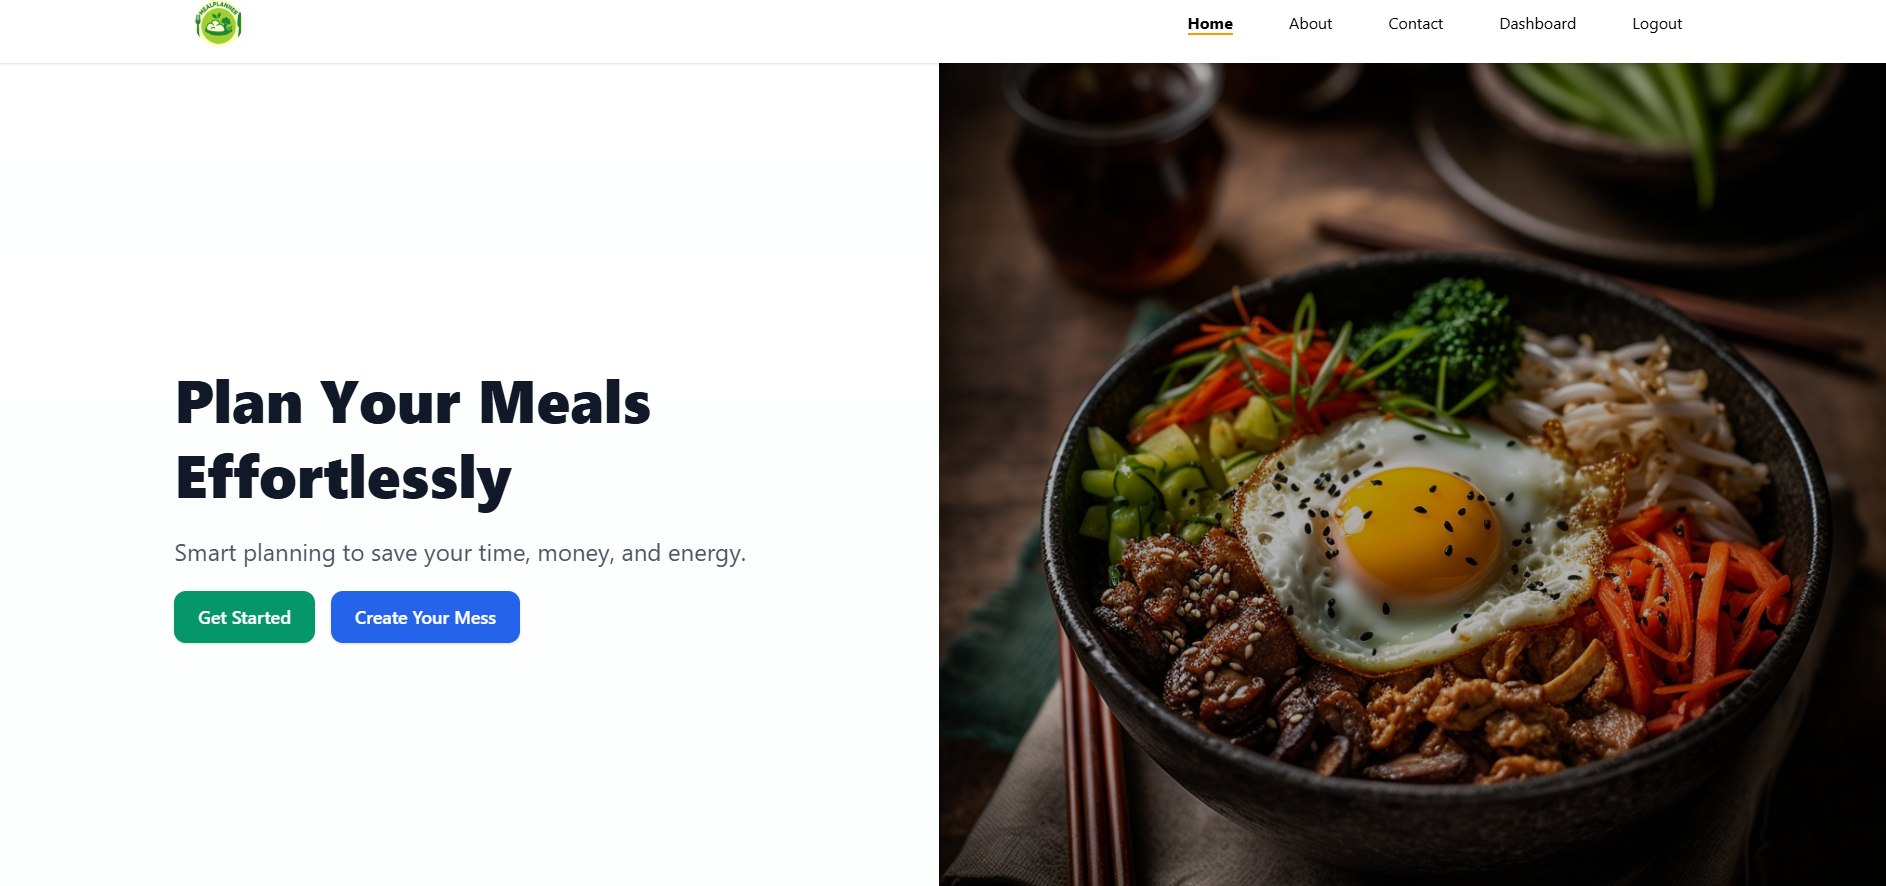 MEALPLANNER
Home
About
Contact
Dashboard
Logout
Plan Your Meals
Effortlessly
Smart planning to save your time, money, and energy.
Get Started
Create Your Mess